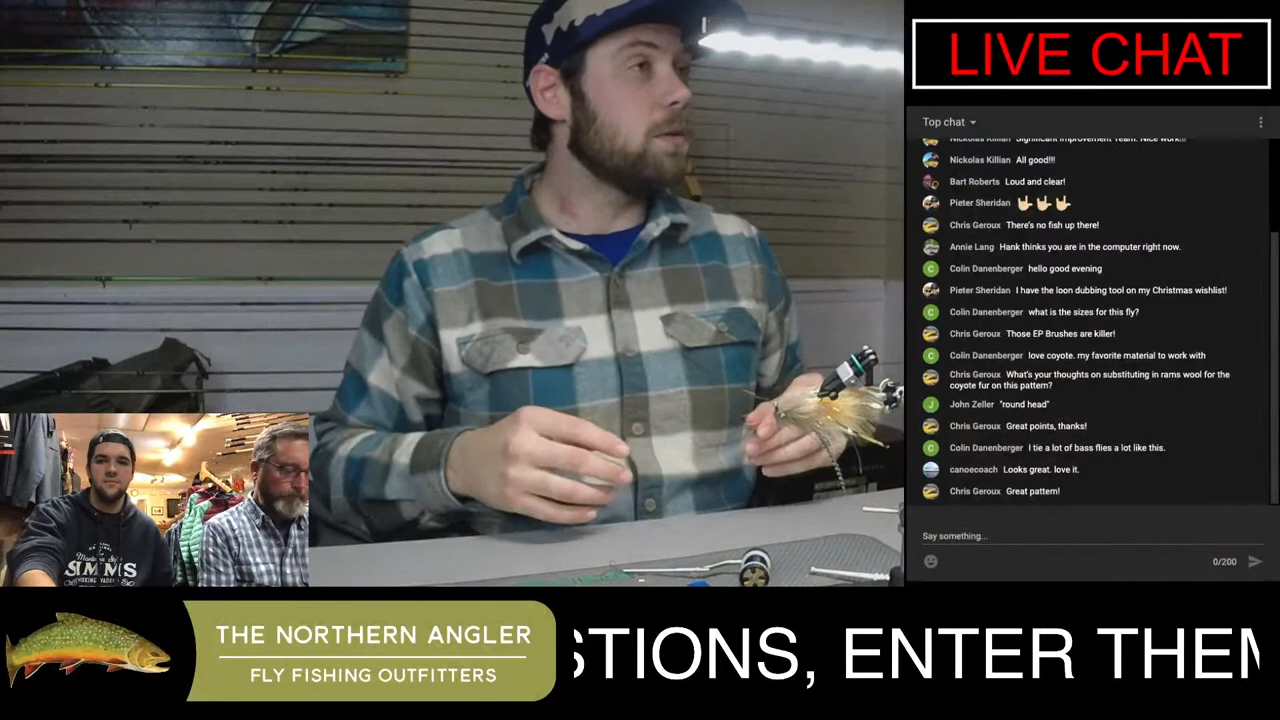 LIVE CHAT
Top chat
Nickolas Killian Significant Improvement Team. Nice work!!!
Nickolas Killian All good!!!
Bart Roberts Loud and clear!
Pieter Sheridan
Chris Geroux There's no fish up there!
Annie Lang Hank thinks you are in the computer right now.
Colin Danenberger hello good evening
Pieter Sheridan I have the loon dubbing tool on my Christmas wishlist!
Colin Danenberger what is the sizes for this fly?
Chris Geroux Those EP Brushes are killer!
Colin Danenberger love coyote. my favorite material to work with
Chris Geroux What's your thoughts on substituting in rams wool for the
coyote fur on this pattern?
John Zeller "round head"
Chris Geroux Great points, thanks!
Colin Danenberger I tie a lot of bass flies a lot like this.
canoecoach Looks great. love it.
Chris Geroux Great pattern!
Say something...
0/200
SIMMS
THE NORTHERN ANGLER
FLY FISHING OUTFITTERS
STIONS, ENTER THEM